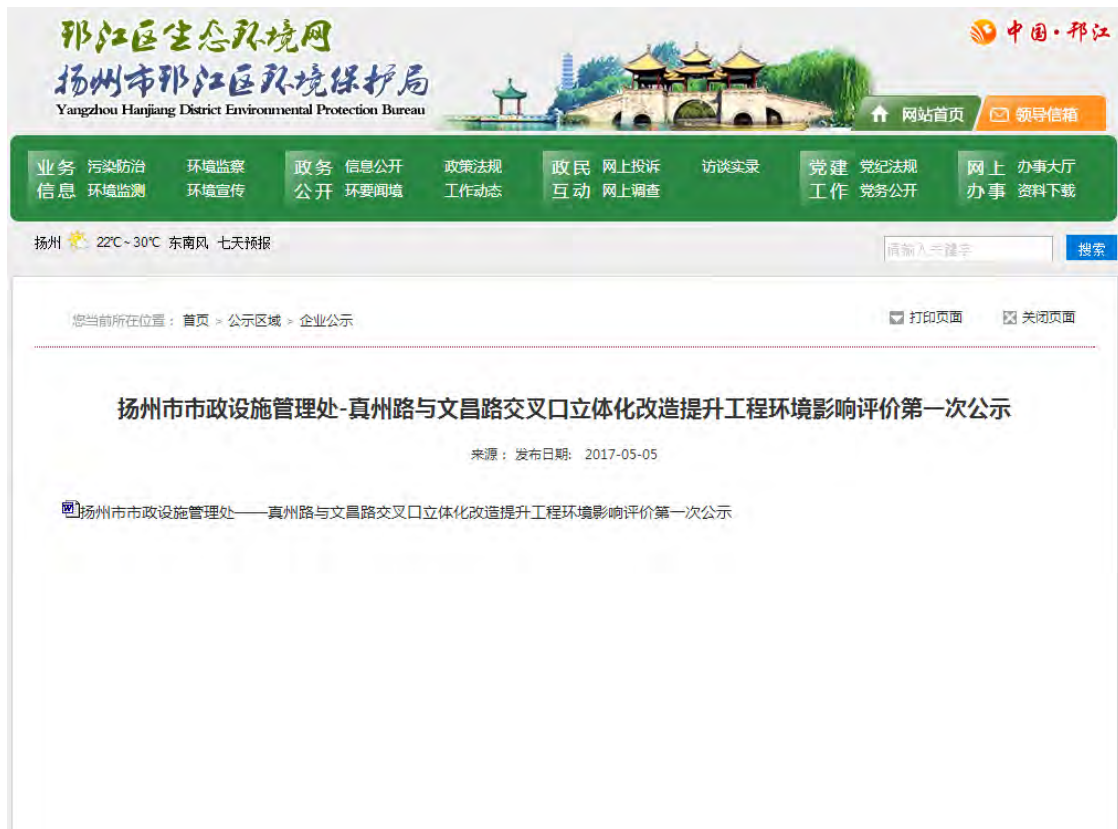 邗江区生态环境网
中国·邗江
扬州市邗江区环境保护局
Yangzhou Hanjiang District Environmental Protection Bureau
网站首页 领导信箱
业务 污染防治 环境监察 政务 信息公开 政策法规 政民 网上投诉 访谈实录 党建 党纪法规 网上 办事大厅
信息 环境监测 环境宣传 公开 环要闻境 工作动态 互动 网上调查 工作 党务公开 办事 资料下载
扬州 22℃~30℃ 东南风 七天预报 请输入关键字 搜索
您当前所在位置： 首页 > 公示区域 > 企业公示 打印页面 关闭页面
扬州市市政设施管理处-真州路与文昌路交叉口立体化改造提升工程环境影响评价第一次公示
来源： 发布日期: 2017-05-05
扬州市市政设施管理处——真州路与文昌路交叉口立体化改造提升工程环境影响评价第一次公示